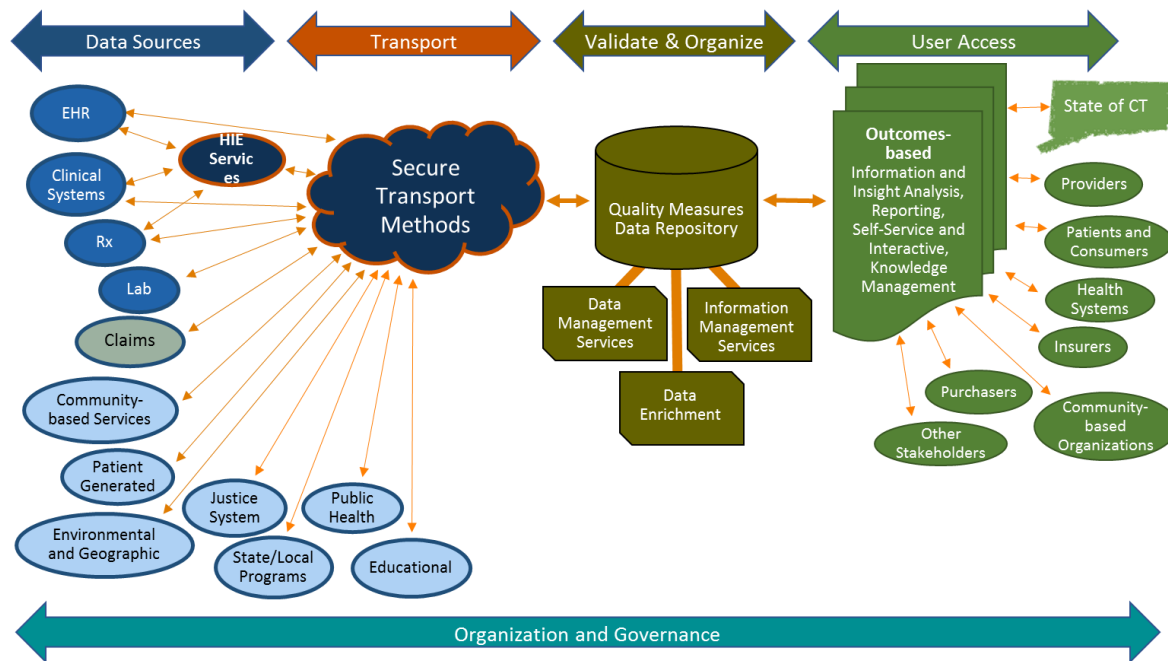 Data Sources
Transport
Validate & Organize
User Access
EHR
HIE
Servic
es
Clinical
Systems
Rx
Lab
Claims
Community-
based Services
Patient
Generated
Environmental
and Geographic
Justice
System
State/Local
Programs
Public
Health
Educational
Secure
Transport
Methods
Quality Measures
Data Repository
Data
Management
Services
Information
Management
Services
Data
Enrichment
Outcomes-
based
Information and
Insight Analysis,
Reporting,
Self-Service and
Interactive,
Knowledge
Management
State of CT
Providers
Patients and
Consumers
Health
Systems
Insurers
Purchasers
Community-
based
Organizations
Other
Stakeholders
Organization and Governance